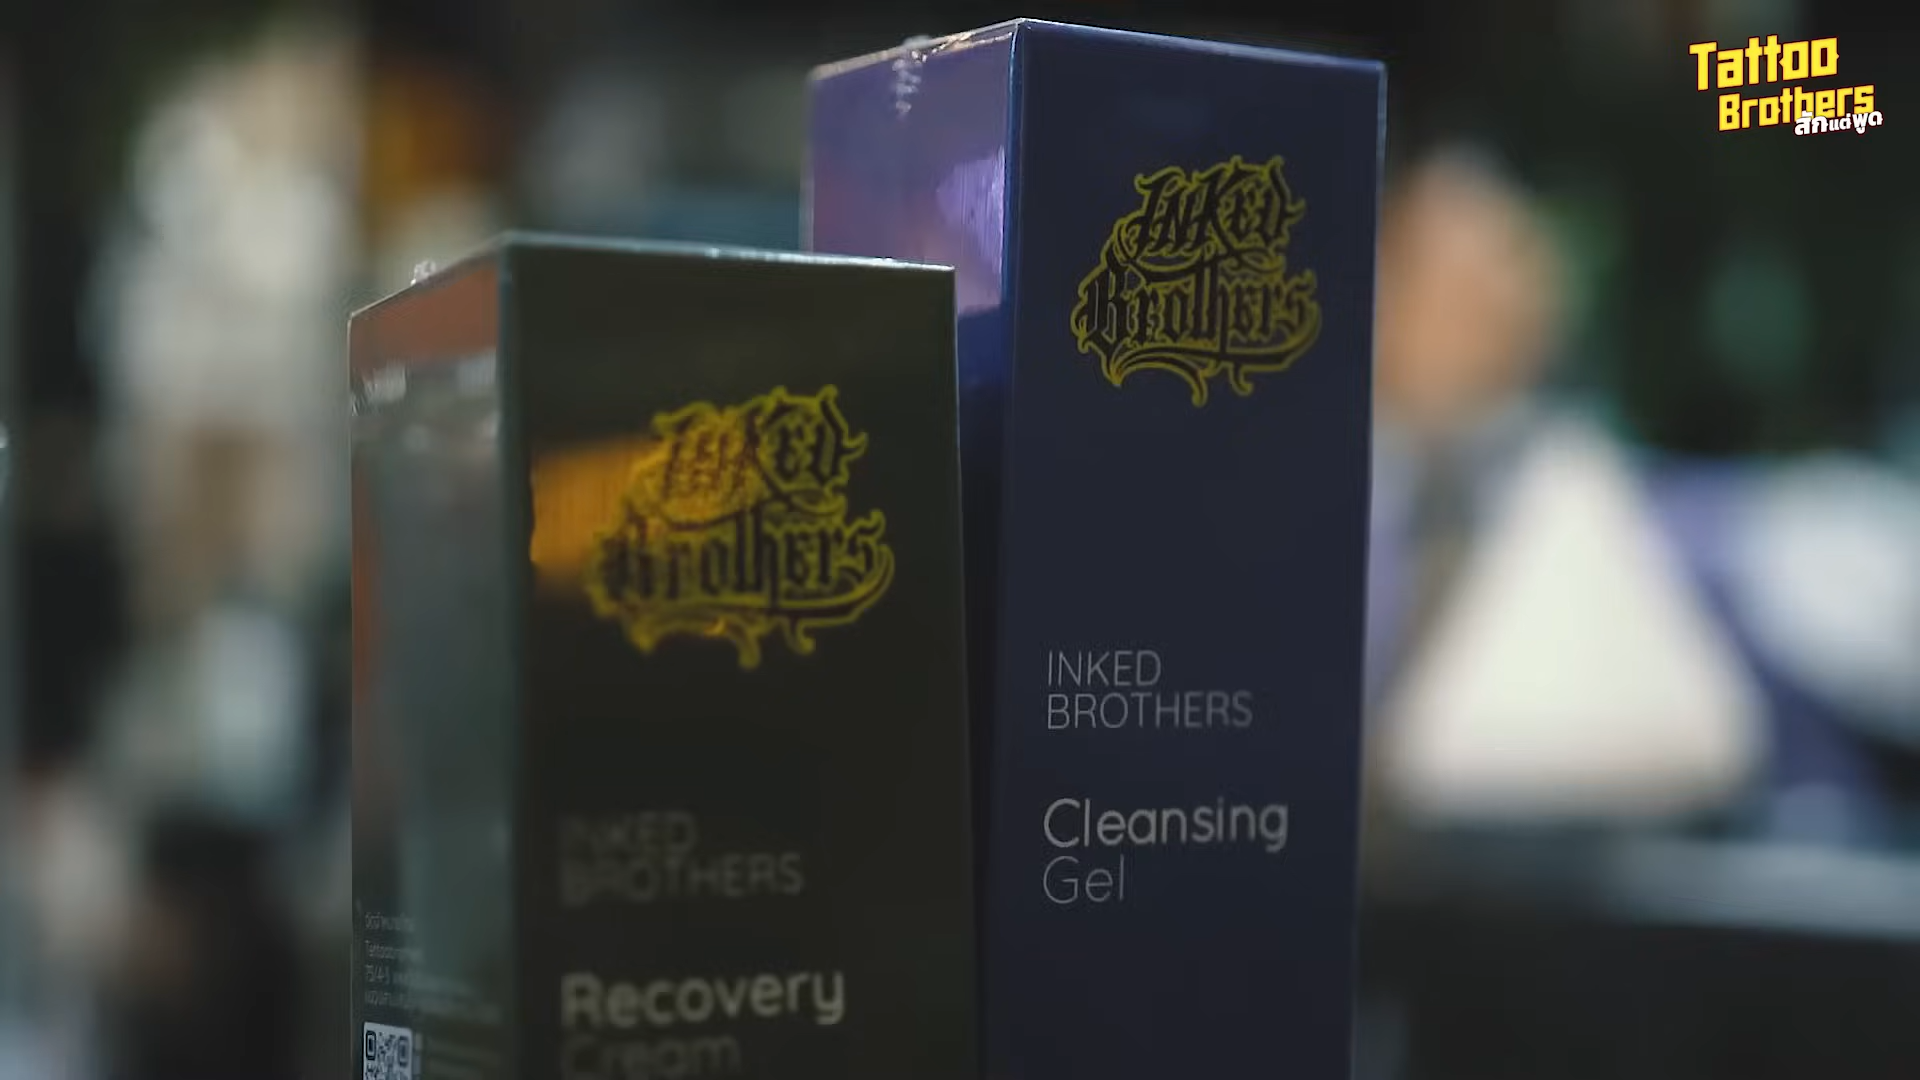 Tattoo
Brothers
สักแต่พูด
INKED
Brothers
INKED
BROTHERS
Cleansing
Gel
INKED
Brothers
INKED
BROTHERS
Recovery
Cream